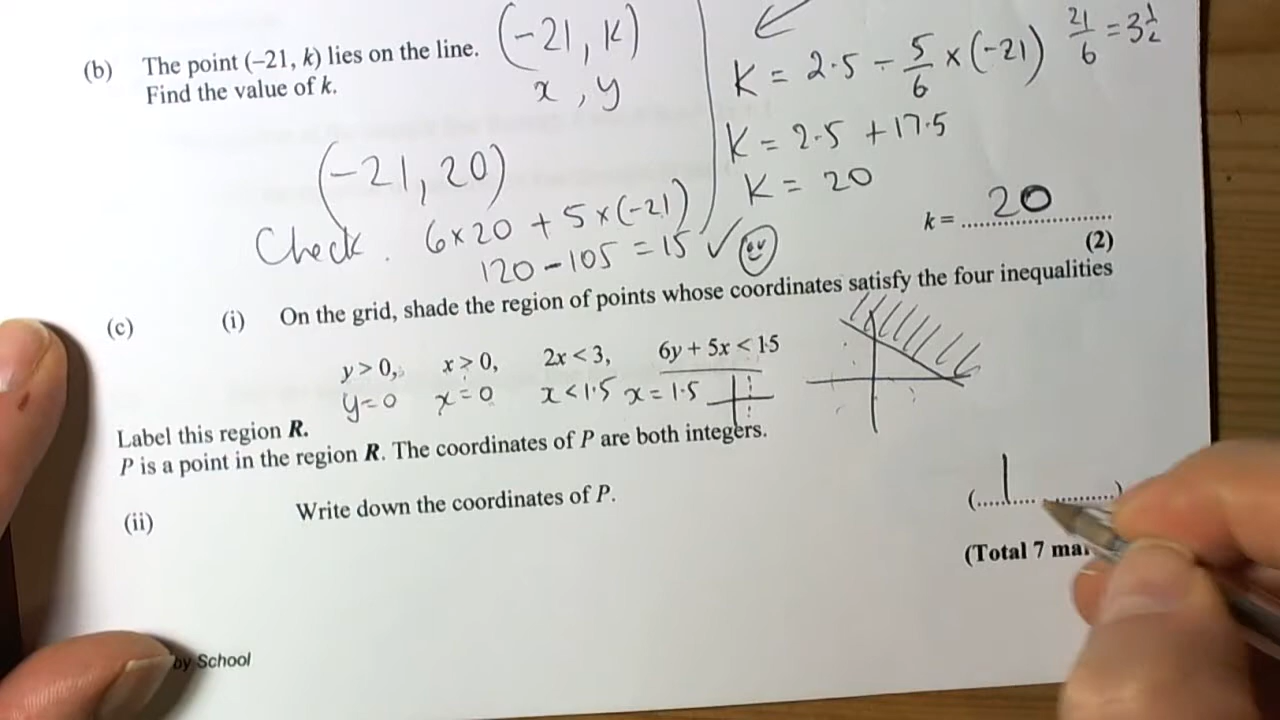 (b) The point (–21, k) lies on the line. (-21, K)
Find the value of k. x , y
K = 2.5 - 5/6 × (-21) 21/6 = 3½
K = 2.5 + 17.5
K = 20
(-21, 20)
Check. 6×20 + 5×(-21)
120 - 105 = 15 ✓
k = 20
(2)
(c) (i) On the grid, shade the region of points whose coordinates satisfy the four inequalities
y > 0, x > 0, 2x < 3, 6y + 5x < 15
y=0 x=0 x<1.5 x=1.5
Label this region R.
P is a point in the region R. The coordinates of P are both integers.
(ii) Write down the coordinates of P.
(1
(Total 7
by School